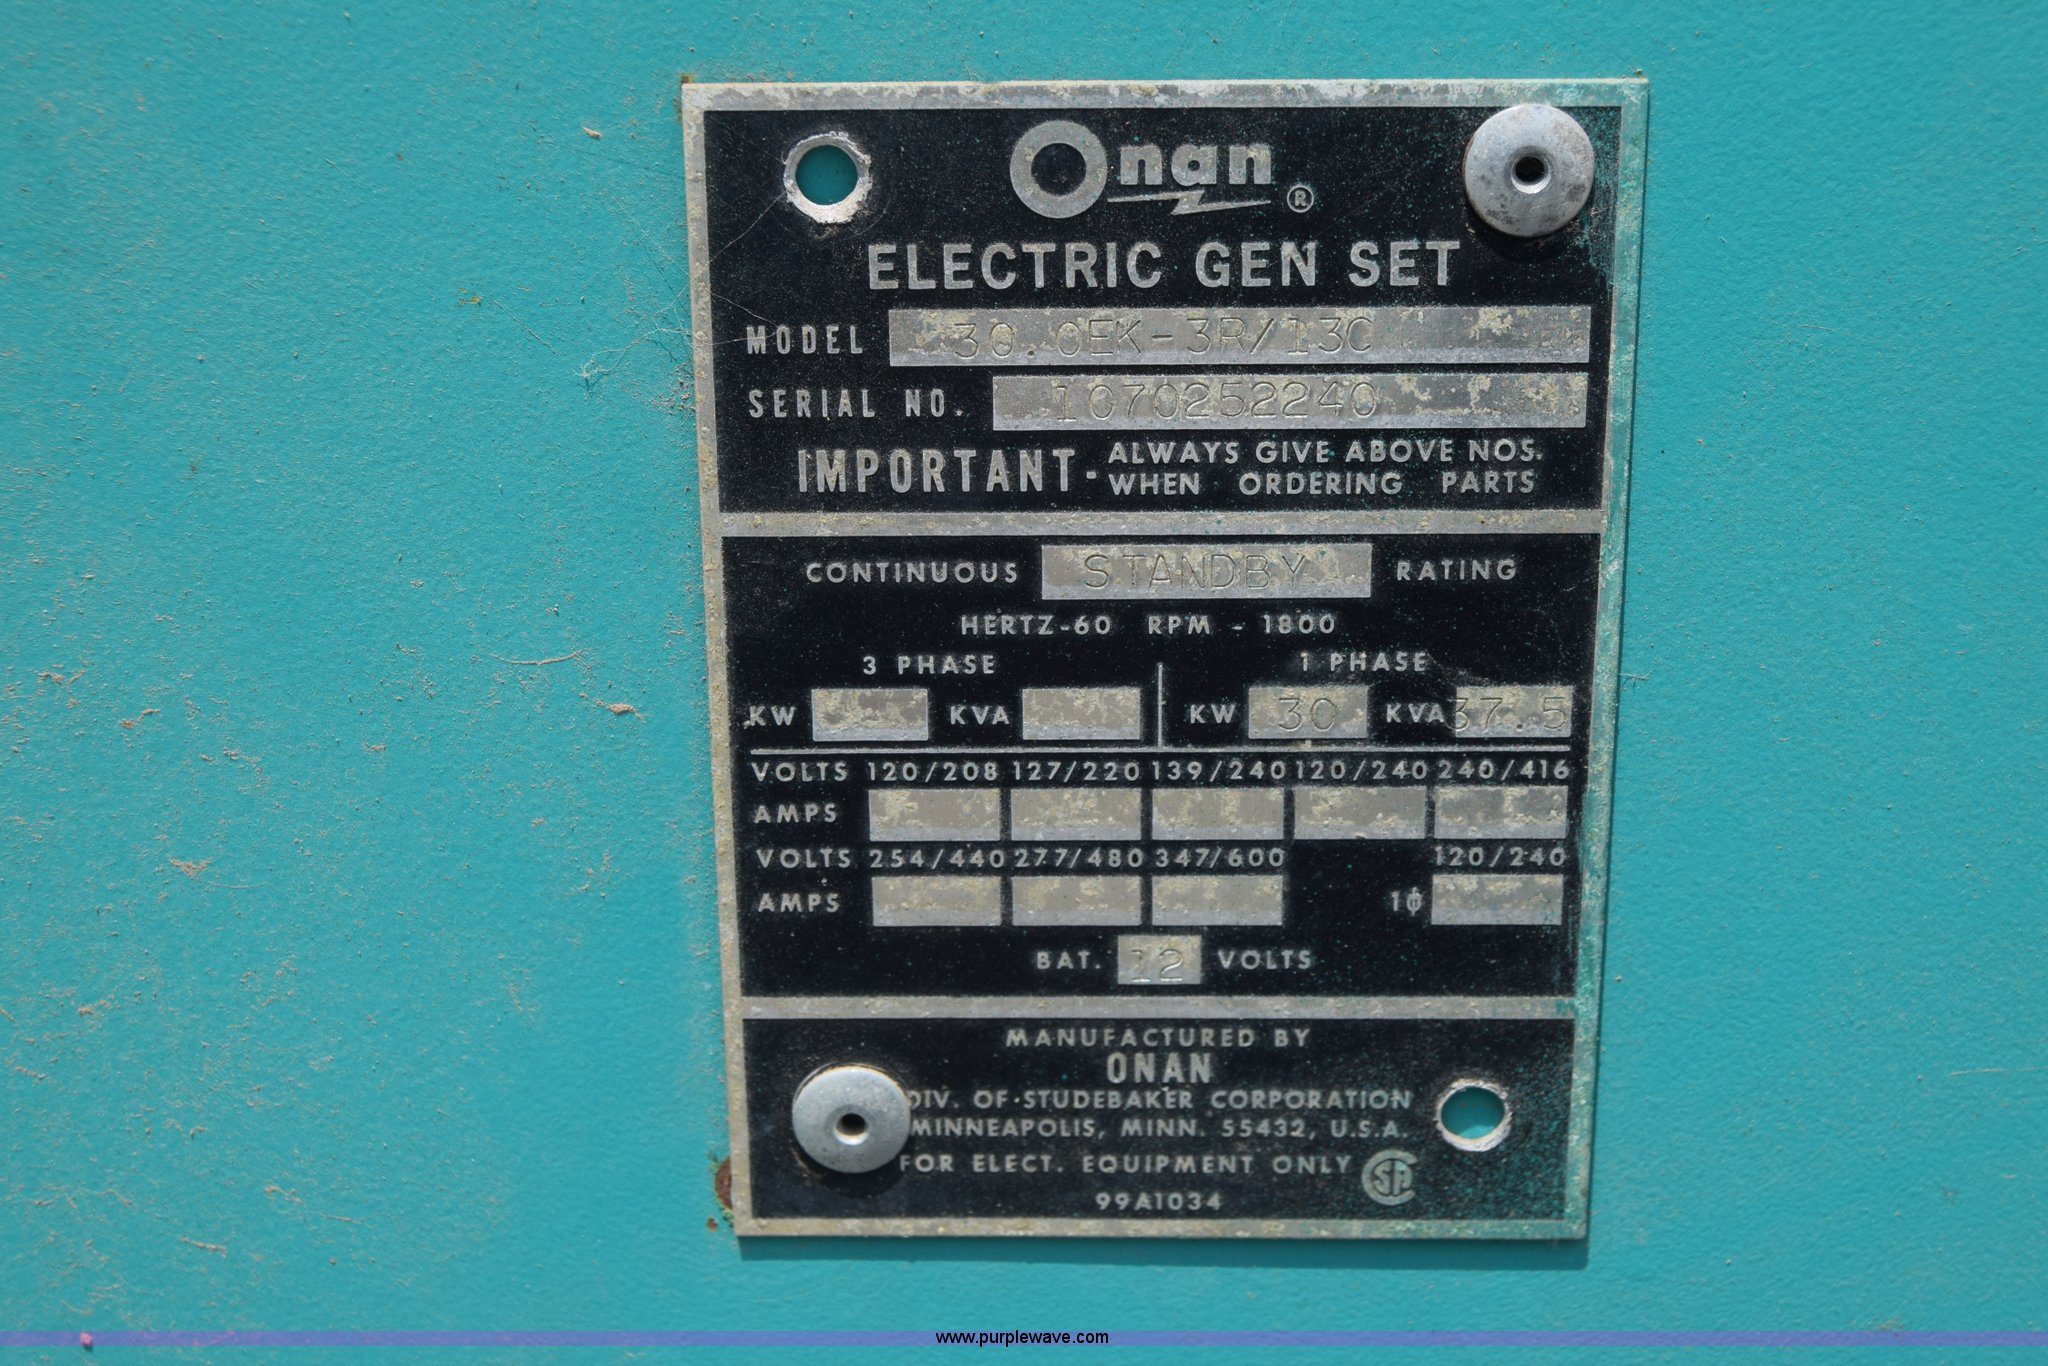 Onan ®
ELECTRIC GEN SET
MODEL 30.0EK-3R/13C
SERIAL NO. 1070252240
IMPORTANT- ALWAYS GIVE ABOVE NOS.
WHEN ORDERING PARTS
CONTINUOUS STANDBY RATING
HERTZ-60 RPM - 1800
3 PHASE 1 PHASE
KW KVA KW 30 KVA 37.5
VOLTS 120/208 127/220 139/240 120/240 240/416
AMPS
VOLTS 254/440 277/480 347/600 120/240
AMPS 1ϕ
BAT. 12 VOLTS
MANUFACTURED BY
ONAN
DIV. OF STUDEBAKER CORPORATION
MINNEAPOLIS, MINN. 55432, U.S.A.
FOR ELECT. EQUIPMENT ONLY CSA
99A1034
www.purplewave.com